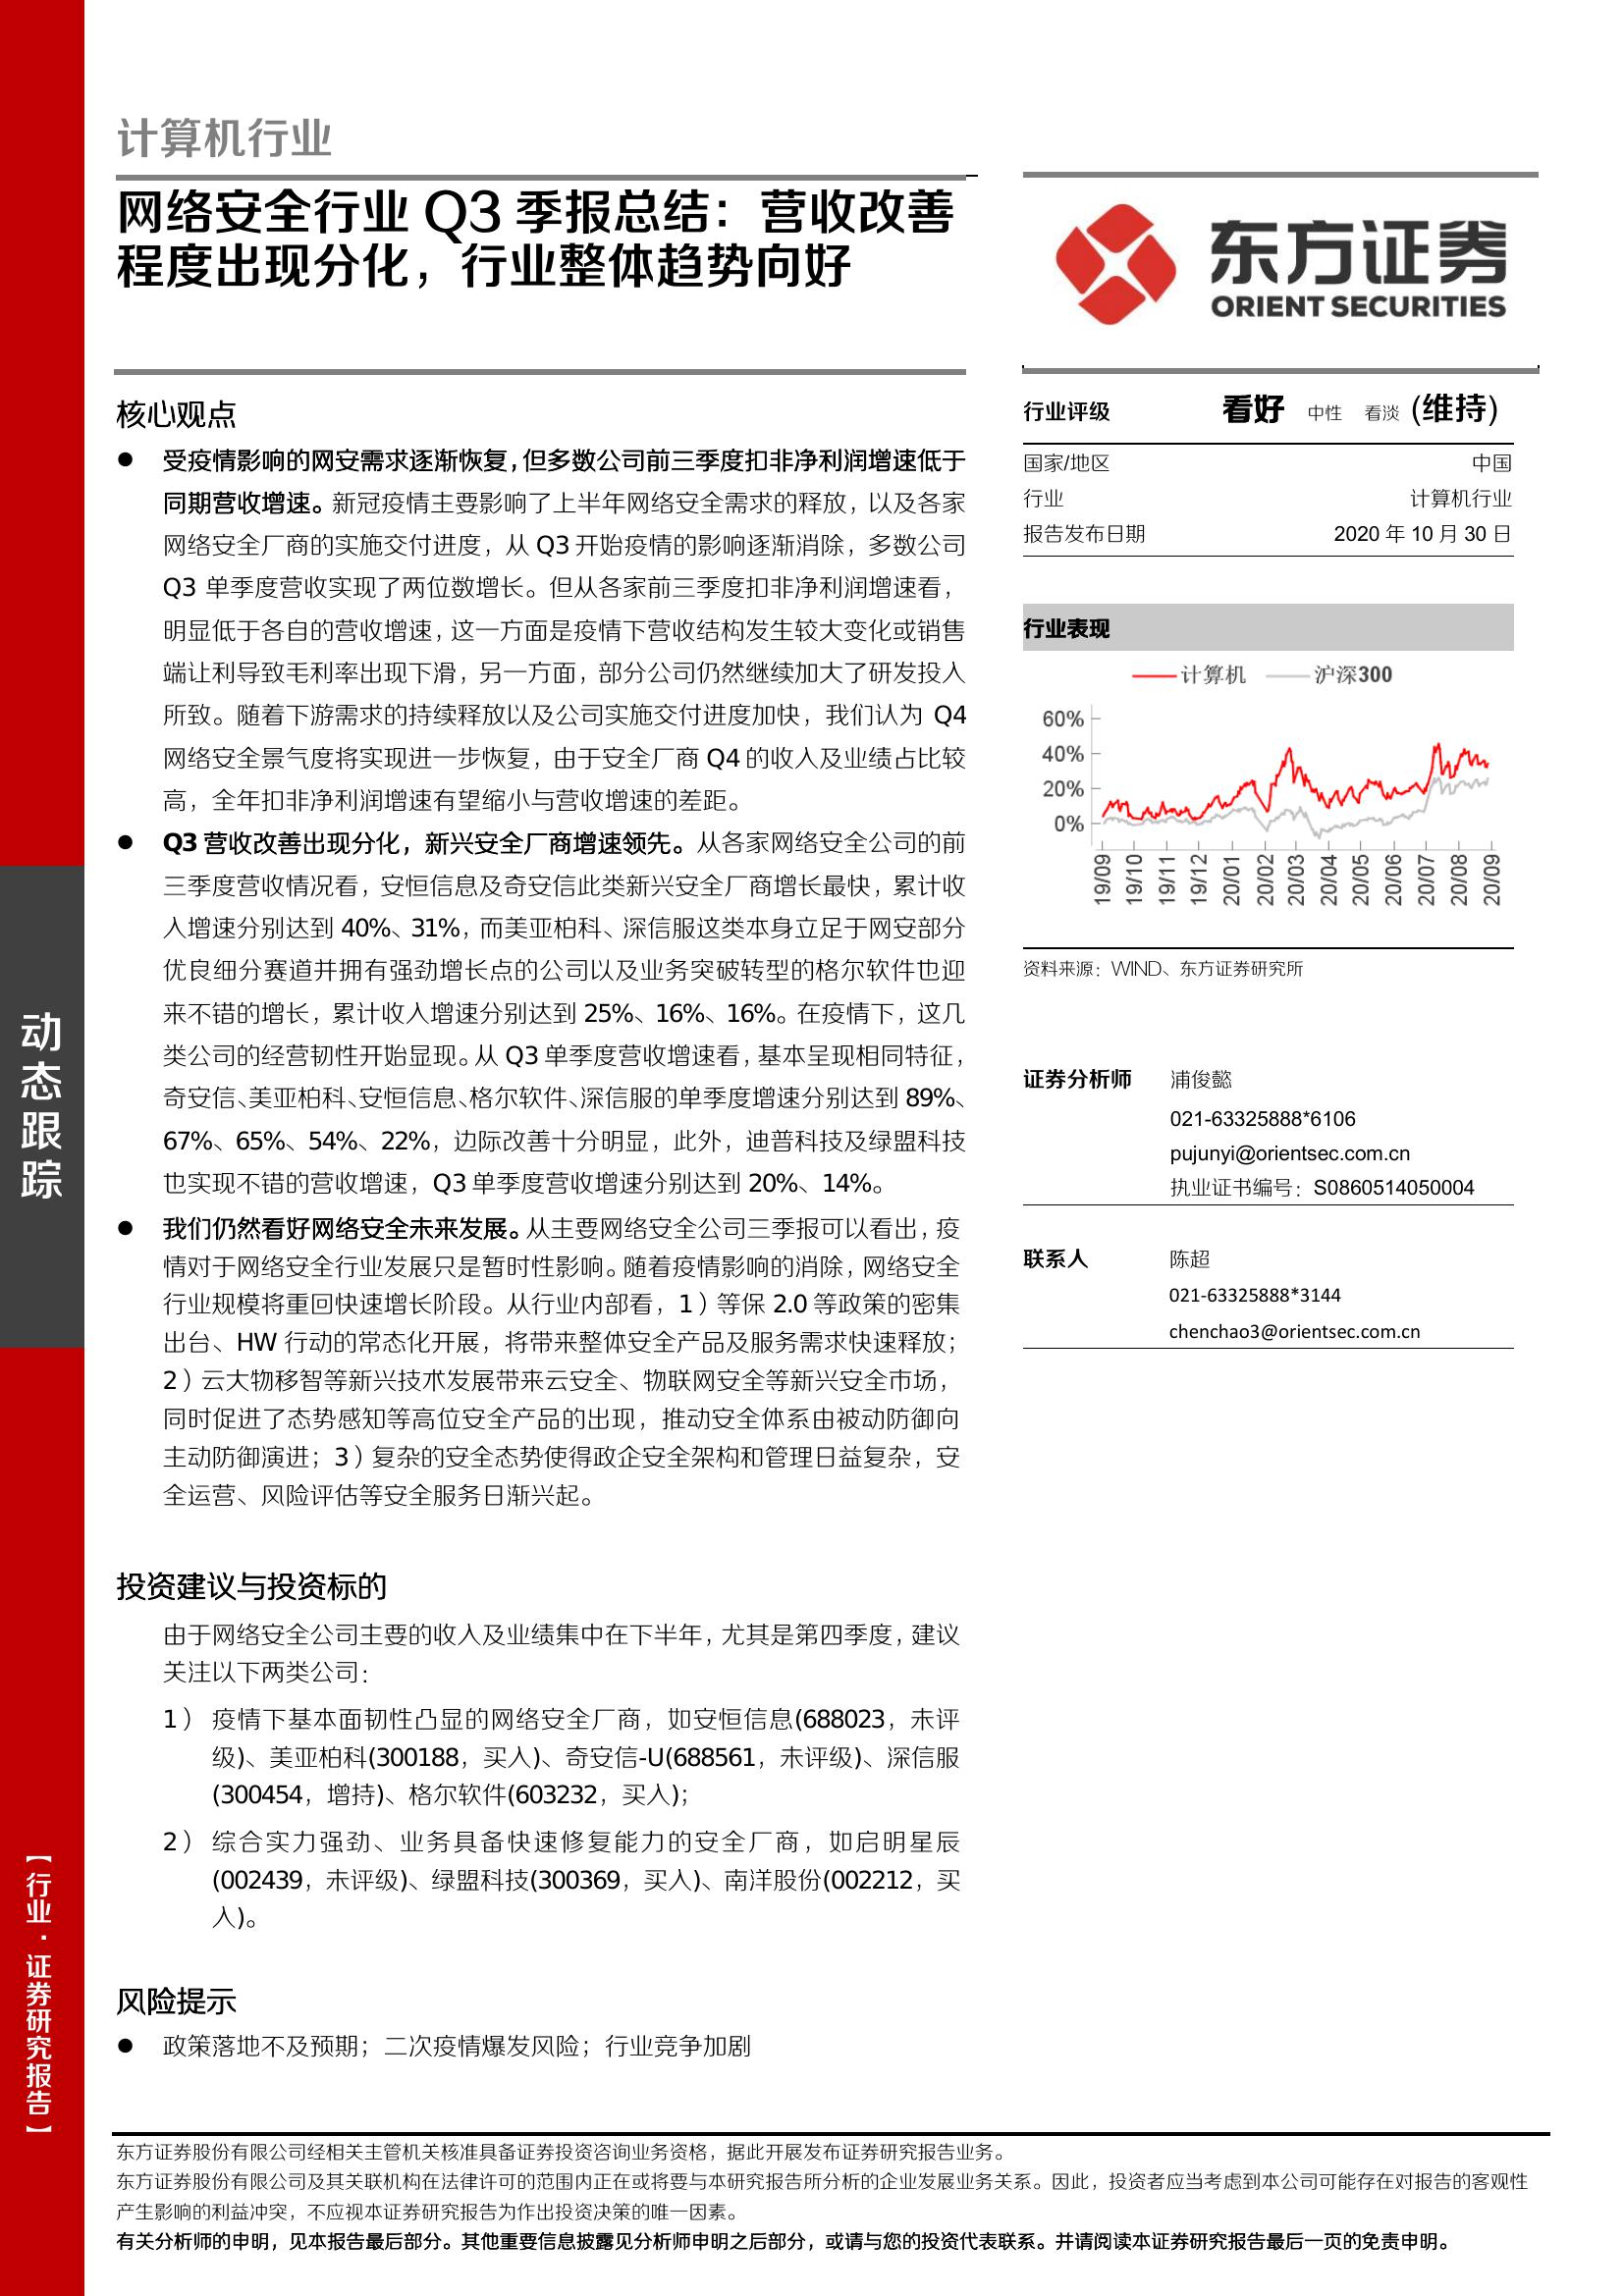 计算机行业
网络安全行业 Q3 季报总结：营收改善
程度出现分化，行业整体趋势向好
东方证券
ORIENT SECURITIES
核心观点
● 受疫情影响的网安需求逐渐恢复，但多数公司前三季度扣非净利润增速低于
同期营收增速。新冠疫情主要影响了上半年网络安全需求的释放，以及各家
网络安全厂商的实施交付进度，从 Q3 开始疫情的影响逐渐消除，多数公司
Q3 单季度营收实现了两位数增长。但从各家前三季度扣非净利润增速看，
明显低于各自的营收增速，这一方面是疫情下营收结构发生较大变化或销售
端让利导致毛利率出现下滑，另一方面，部分公司仍然继续加大了研发投入
所致。随着下游需求的持续释放以及公司实施交付进度加快，我们认为 Q4
网络安全景气度将实现进一步恢复，由于安全厂商 Q4 的收入及业绩占比较
高，全年扣非净利润增速有望缩小与营收增速的差距。
● Q3 营收改善出现分化，新兴安全厂商增速领先。从各家网络安全公司的前
三季度营收情况看，安恒信息及奇安信此类新兴安全厂商增长最快，累计收
入增速分别达到 40%、31%，而美亚柏科、深信服这类本身立足于网安部分
优良细分赛道并拥有强劲增长点的公司以及业务突破转型的格尔软件也迎
来不错的增长，累计收入增速分别达到 25%、16%、16%。在疫情下，这几
类公司的经营韧性开始显现。从 Q3 单季度营收增速看，基本呈现相同特征，
奇安信、美亚柏科、安恒信息、格尔软件、深信服的单季度增速分别达到 89%、
67%、65%、54%、22%，边际改善十分明显，此外，迪普科技及绿盟科技
也实现不错的营收增速，Q3 单季度营收增速分别达到 20%、14%。
● 我们仍然看好网络安全未来发展。从主要网络安全公司三季报可以看出，疫
情对于网络安全行业发展只是暂时性影响。随着疫情影响的消除，网络安全
行业规模将重回快速增长阶段。从行业内部看，1）等保 2.0 等政策的密集
出台、HW 行动的常态化开展，将带来整体安全产品及服务需求快速释放；
2）云大物移智等新兴技术发展带来云安全、物联网安全等新兴安全市场，
同时促进了态势感知等高位安全产品的出现，推动安全体系由被动防御向
主动防御演进；3）复杂的安全态势使得政企安全架构和管理日益复杂，安
全运营、风险评估等安全服务日渐兴起。
投资建议与投资标的
由于网络安全公司主要的收入及业绩集中在下半年，尤其是第四季度，建议
关注以下两类公司：
1） 疫情下基本面韧性凸显的网络安全厂商，如安恒信息(688023，未评
级)、美亚柏科(300188，买入)、奇安信-U(688561，未评级)、深信服
(300454，增持)、格尔软件(603232，买入)；
2） 综合实力强劲、业务具备快速修复能力的安全厂商，如启明星辰
(002439，未评级)、绿盟科技(300369，买入)、南洋股份(002212，买
入)。
风险提示
● 政策落地不及预期；二次疫情爆发风险；行业竞争加剧
行业评级 看好 中性 看淡 (维持)
国家/地区 中国
行业 计算机行业
报告发布日期 2020 年 10 月 30 日
行业表现
计算机 沪深300
60%
40%
20%
0%
19/09 19/10 19/11 19/12 20/01 20/02 20/03 20/04 20/05 20/06 20/07 20/08 20/09
资料来源：WIND、东方证券研究所
证券分析师 浦俊懿
021-63325888*6106
pujunyi@orientsec.com.cn
执业证书编号：S0860514050004
联系人 陈超
021-63325888*3144
chenchao3@orientsec.com.cn
动态跟踪
【行业·证券研究报告】
东方证券股份有限公司经相关主管机关核准具备证券投资咨询业务资格，据此开展发布证券研究报告业务。
东方证券股份有限公司及其关联机构在法律许可的范围内正在或将要与本研究报告所分析的企业发展业务关系。因此，投资者应当考虑到本公司可能存在对报告的客观性
产生影响的利益冲突，不应视本证券研究报告为作出投资决策的唯一因素。
有关分析师的申明，见本报告最后部分。其他重要信息披露见分析师申明之后部分，或请与您的投资代表联系。并请阅读本证券研究报告最后一页的免责申明。